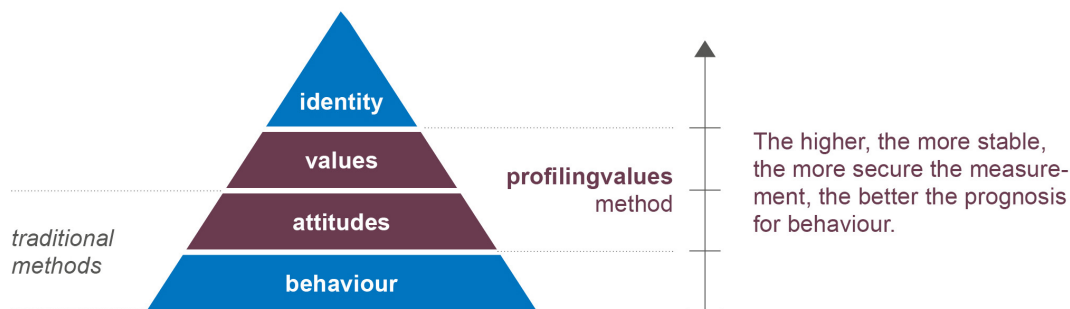 identity
values
attitudes
behaviour
traditional
methods
profilingvalues
method
The higher, the more stable,
the more secure the measure-
ment, the better the prognosis
for behaviour.